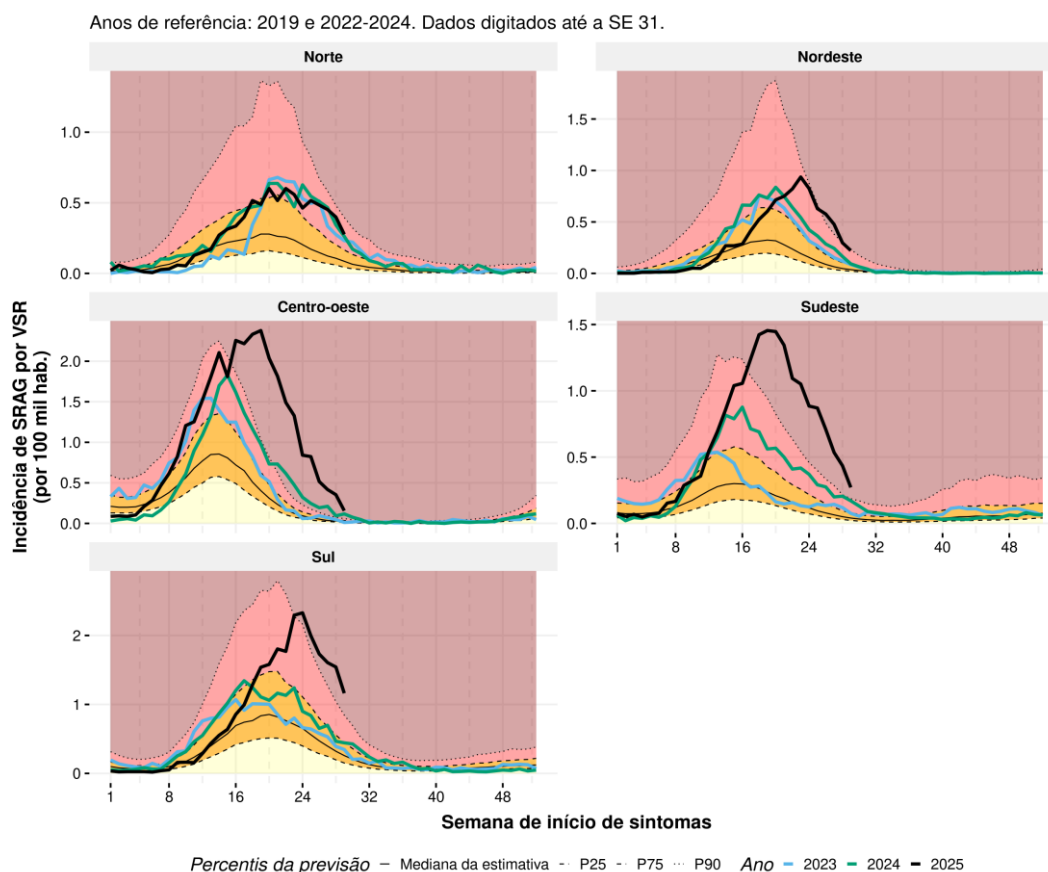 Anos de referência: 2019 e 2022-2024. Dados digitados até a SE 31.
Norte
Nordeste
1.0
0.5
0.0
1.5
1.0
0.5
0.0
Centro-oeste
Sudeste
2.0
1.5
1.0
0.5
0.0
1.5
1.0
0.5
0.0
1 8 16 24 32 40 48
Sul
2
1
0
1 8 16 24 32 40 48
Incidência de SRAG por VSR
(por 100 mil hab.)
Semana de início de sintomas
Percentis da previsão Mediana da estimativa P25 P75 P90 Ano 2023 2024 2025